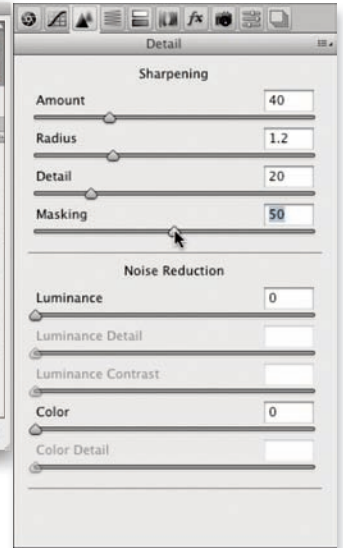 fx
Detail
Sharpening
Amount 40
Radius 1.2
Detail 20
Masking 50
Noise Reduction
Luminance 0
Luminance Detail
Luminance Contrast
Color 0
Color Detail